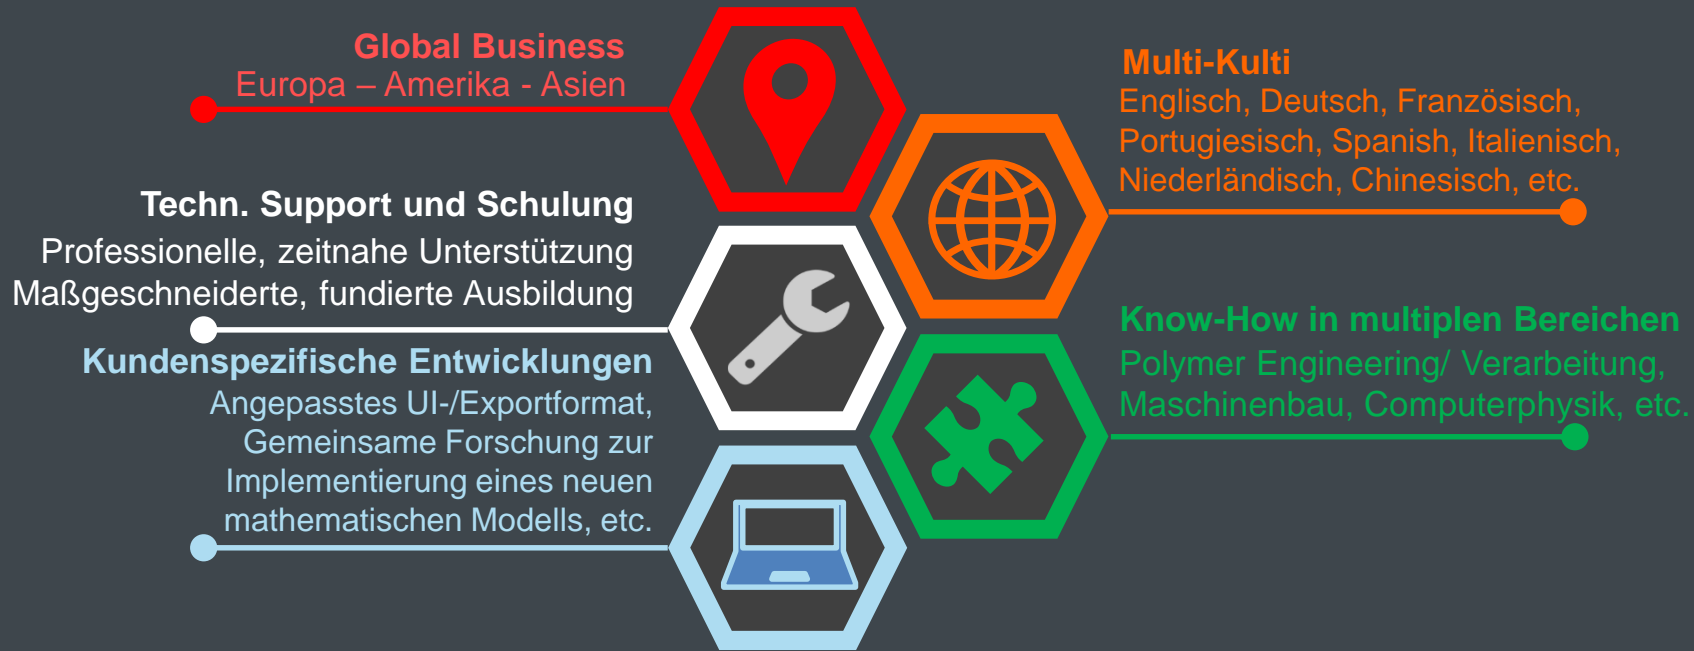 Global Business
Europa – Amerika - Asien
Multi-Kulti
Englisch, Deutsch, Französisch,
Portugiesisch, Spanish, Italienisch,
Niederländisch, Chinesisch, etc.
Techn. Support und Schulung
Professionelle, zeitnahe Unterstützung
Maßgeschneiderte, fundierte Ausbildung
Know-How in multiplen Bereichen
Polymer Engineering/ Verarbeitung,
Maschinenbau, Computerphysik, etc.
Kundenspezifische Entwicklungen
Angepasstes UI-/Exportformat,
Gemeinsame Forschung zur
Implementierung eines neuen
mathematischen Modells, etc.